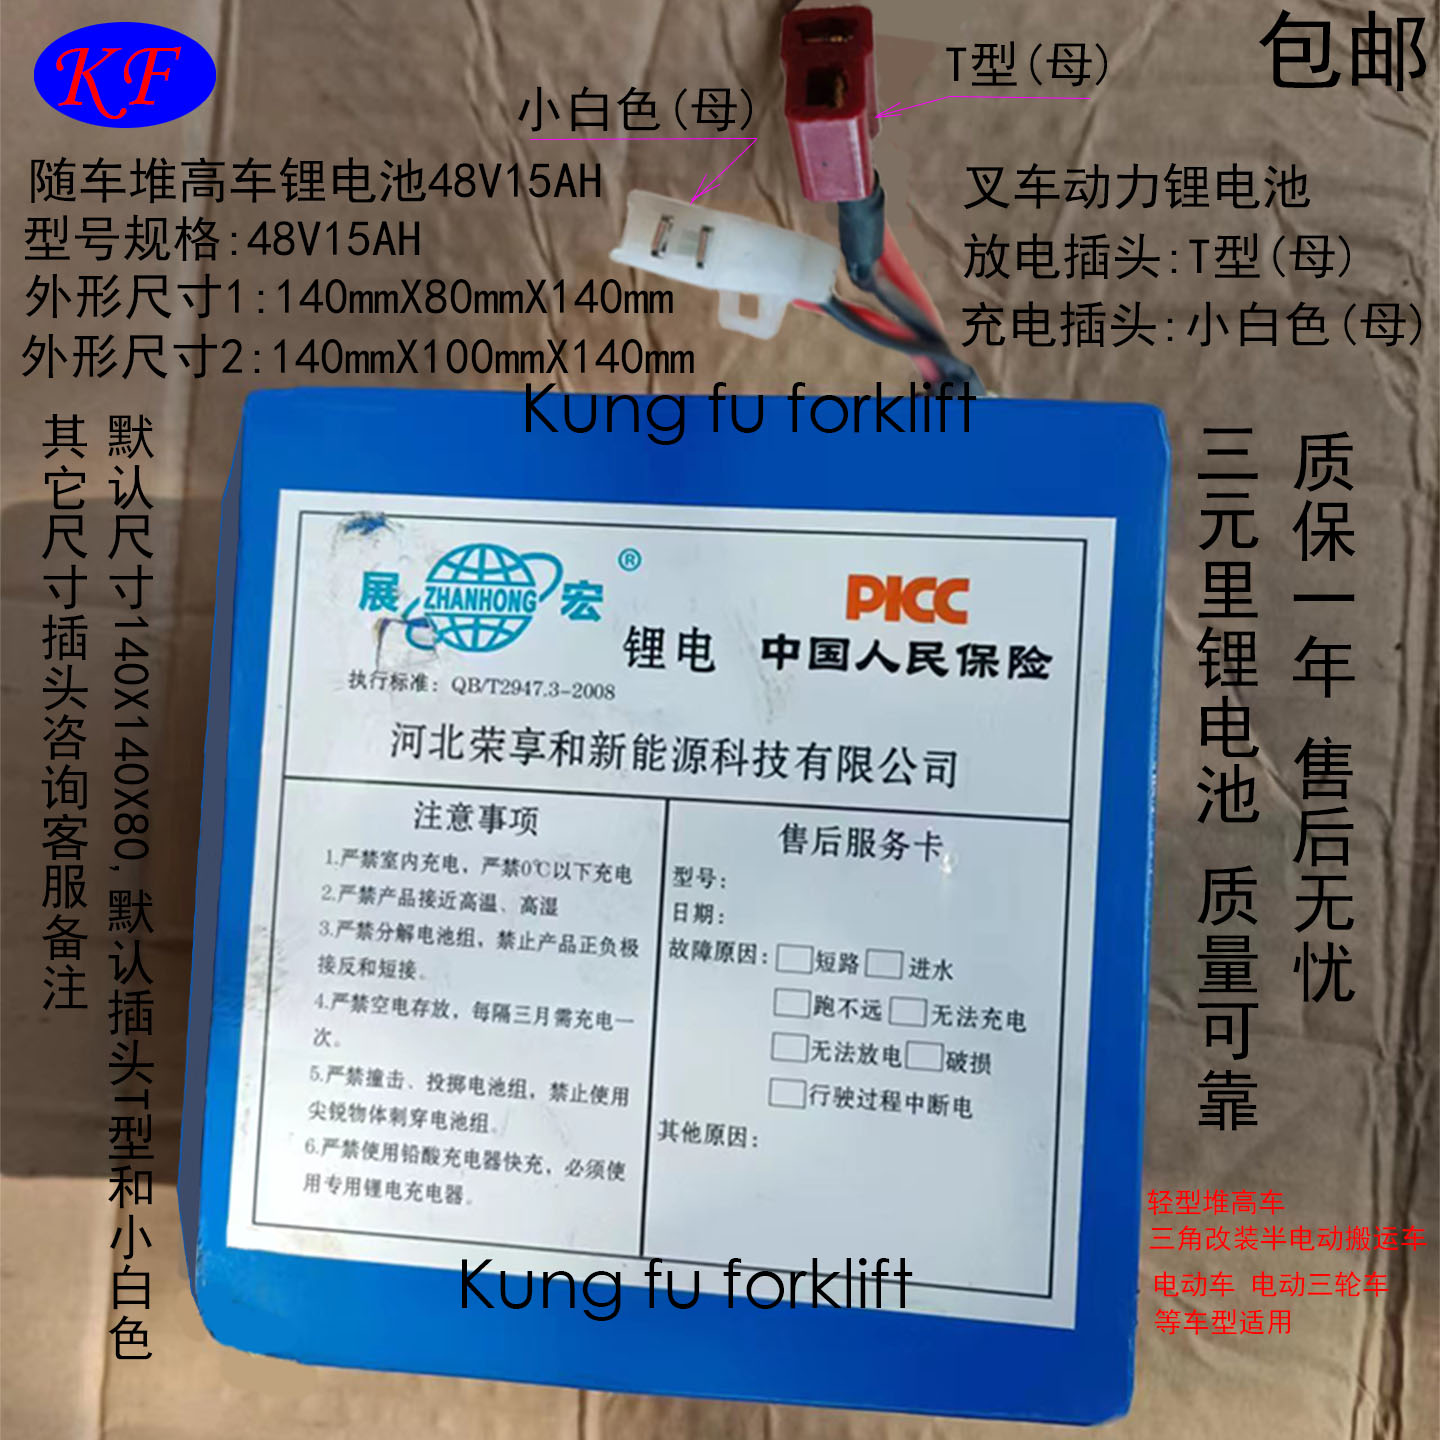 KF
包邮
T型(母)
小白色(母)
随车堆高车锂电池48V15AH
型号规格:48V15AH
外形尺寸1:140mmX80mmX140mm
外形尺寸2:140mmX100mmX140mm
叉车动力锂电池
放电插头:T型(母)
充电插头:小白色(母)
Kung fu forklift
其它尺寸插头咨询客服备注
默认尺寸140X140X80,默认插头T型和小白色
三元里锂电池 质量可靠
质保一年 售后无忧
展 ZHANHONG 宏 ®
锂电
PICC
中国人民保险
执行标准：QB/T2947.3-2008
河北荣享和新能源科技有限公司
注意事项
1.严禁室内充电，严禁0℃以下充电
2.严禁产品接近高温、高湿
3.严禁分解电池组，禁止产品正负极
接反和短接。
4.严禁空电存放，每隔三月需充电一
次。
5.严禁撞击、投掷电池组，禁止使用
尖锐物体刺穿电池组。
6.严禁使用铅酸充电器快充，必须使
用专用锂电充电器。
售后服务卡
型号：
日期：
故障原因：短路 进水
跑不远 无法充电
无法放电 破损
行驶过程中断电
其他原因：
Kung fu forklift
轻型堆高车
三角改装半电动搬运车
电动车 电动三轮车
等车型适用